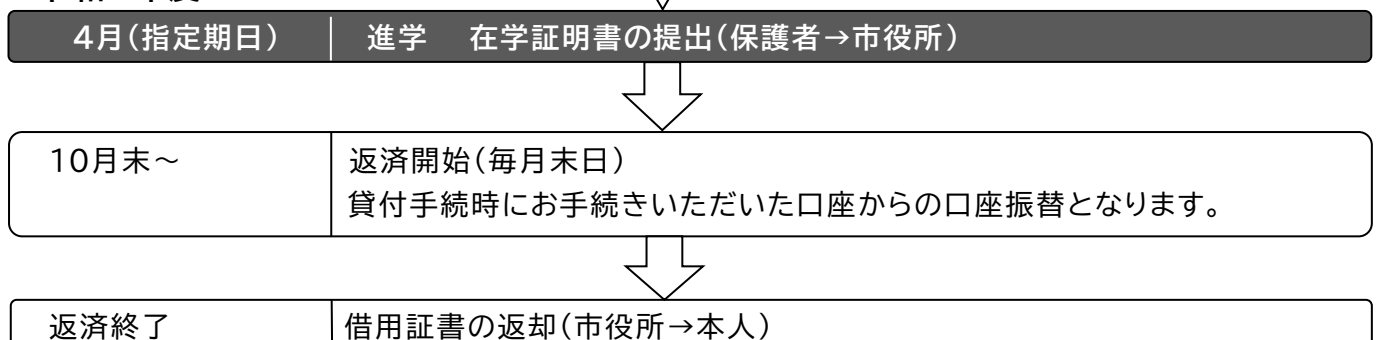 4月(指定期日) 進学 在学証明書の提出(保護者→市役所)
10月末~ 返済開始(毎月末日)
貸付手続時にお手続きいただいた口座からの口座振替となります。
返済終了 借用証書の返却(市役所→本人)